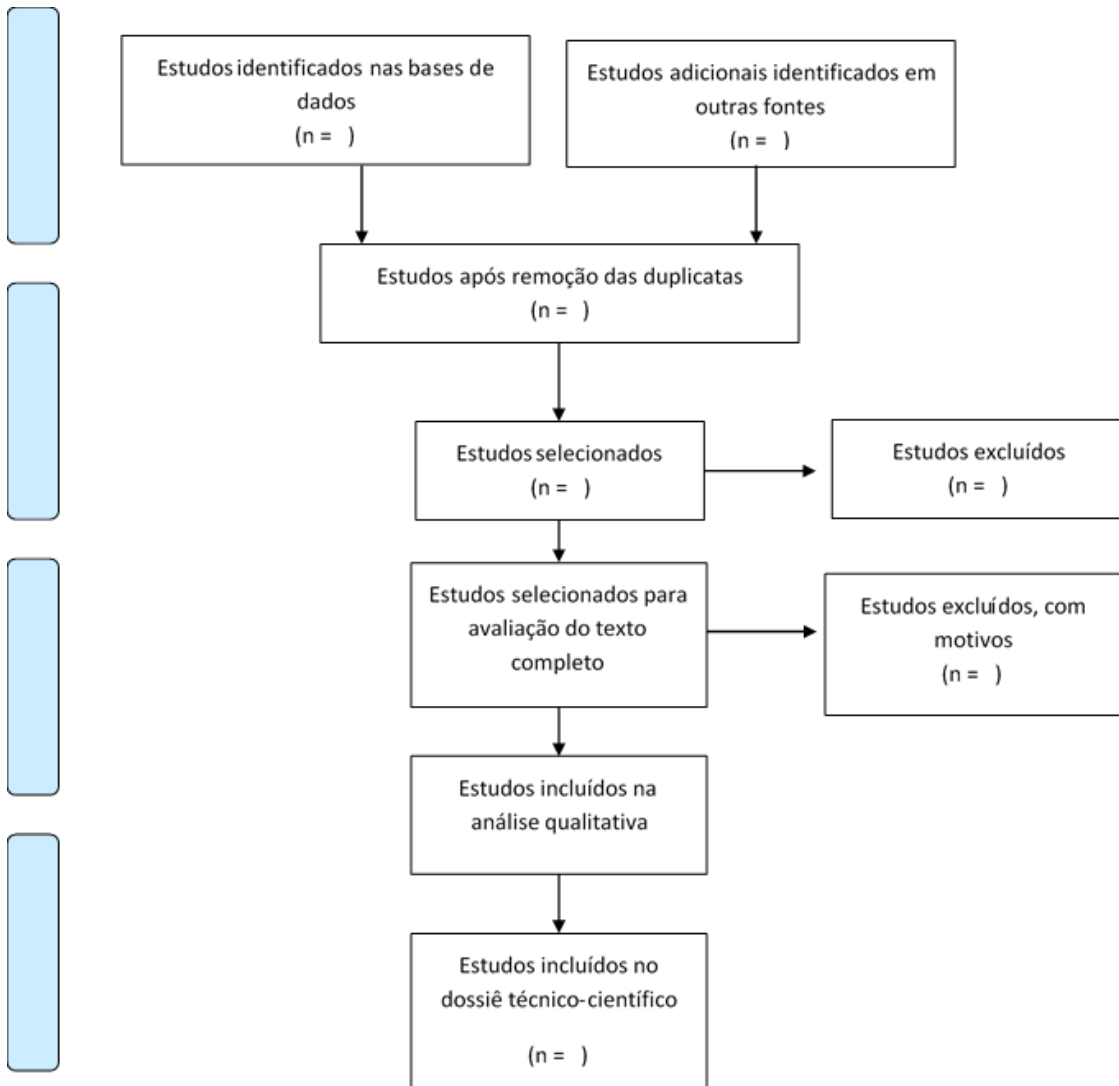 Estudos identificados nas bases de
dados
(n =   )
Estudos adicionais identificados em
outras fontes
(n =   )
Estudos após remoção das duplicatas
(n =   )
Estudos selecionados
(n =   )
Estudos excluídos
(n =   )
Estudos selecionados para
avaliação do texto
completo
Estudos excluídos, com
motivos
(n =   )
Estudos incluídos na
análise qualitativa
Estudos incluídos no
dossiê técnico-científico
(n =   )